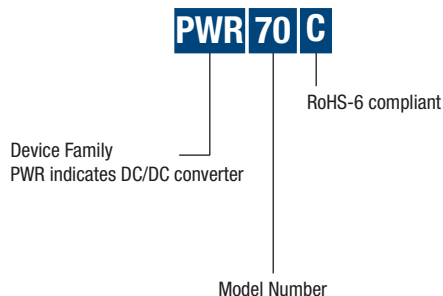 PWR 70 C
RoHS-6 compliant
Device Family
PWR indicates DC/DC converter
Model Number